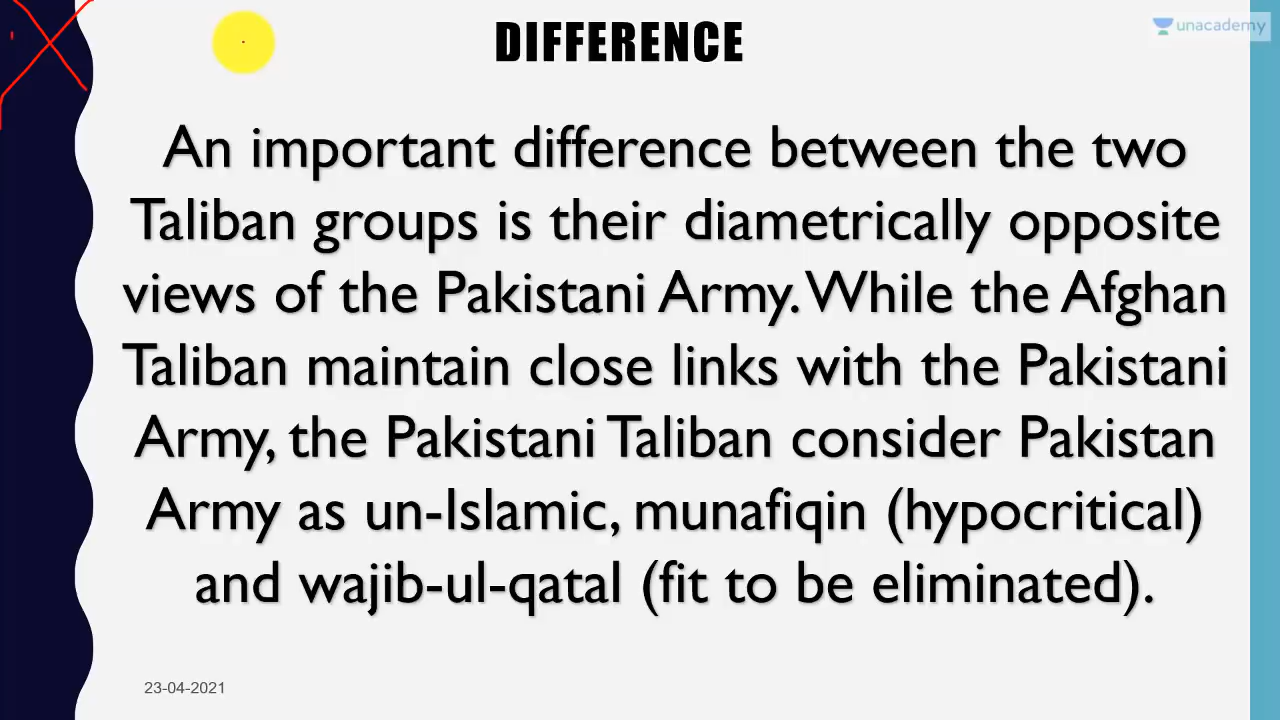 unacademy
DIFFERENCE
An important difference between the two
Taliban groups is their diametrically opposite
views of the Pakistani Army. While the Afghan
Taliban maintain close links with the Pakistani
Army, the Pakistani Taliban consider Pakistan
Army as un-Islamic, munafiqin (hypocritical)
and wajib-ul-qatal (fit to be eliminated).
23-04-2021